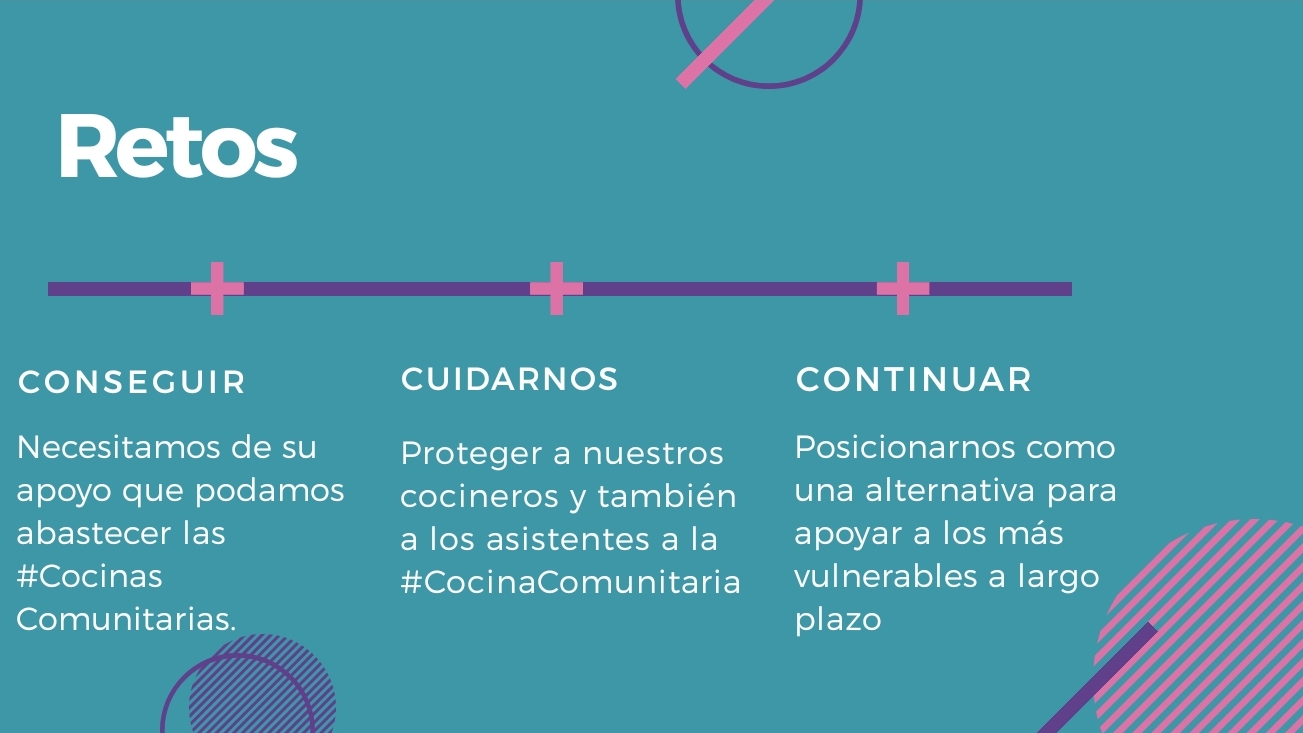 Retos
CONSEGUIR
Necesitamos de su
apoyo que podamos
abastecer las
#Cocinas
Comunitarias.
CUIDARNOS
Proteger a nuestros
cocineros y también
a los asistentes a la
#CocinaComunitaria
CONTINUAR
Posicionarnos como
una alternativa para
apoyar a los más
vulnerables a largo
plazo